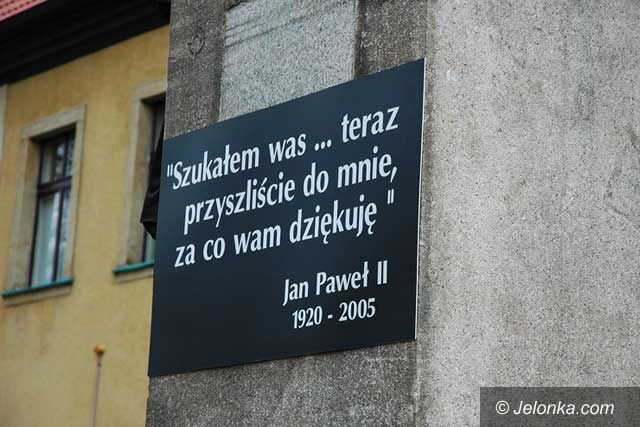 "Szukałem was ... teraz
przyszliście do mnie,
za co wam dziękuję "
Jan Paweł II
1920 - 2005
© Jelonka.com